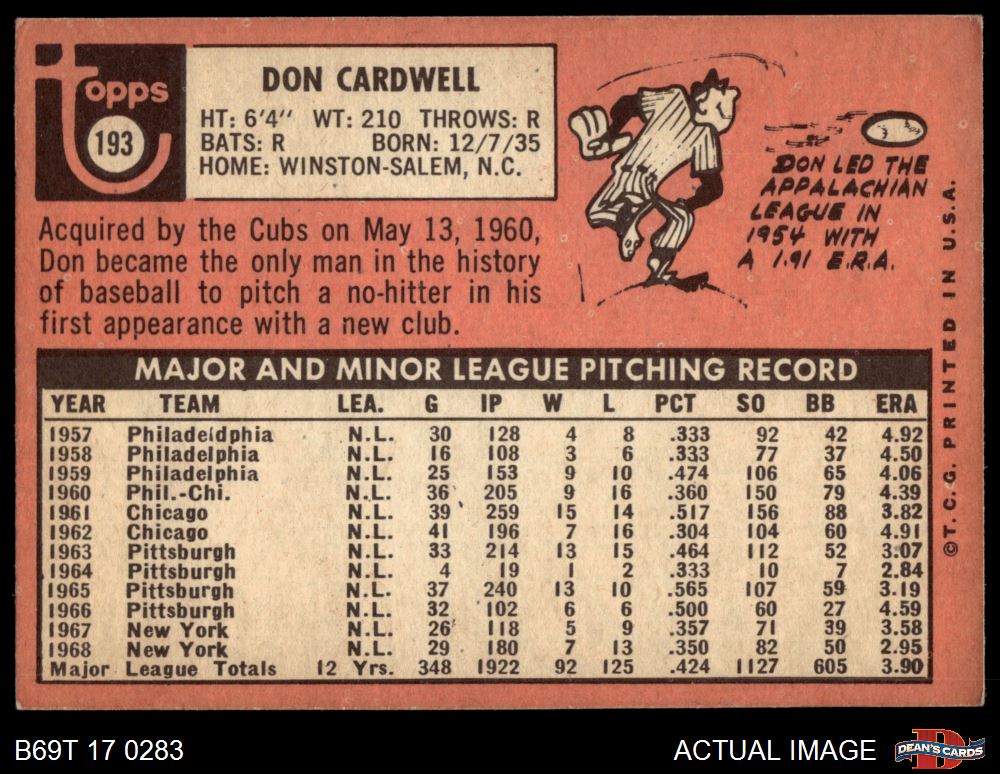 Topps
193
DON CARDWELL
HT: 6'4" WT: 210 THROWS: R
BATS: R BORN: 12/7/35
HOME: WINSTON-SALEM, N.C.
DON LED THE
APPALACHIAN
LEAGUE IN
1954 WITH
A 1.91 E.R.A.
Acquired by the Cubs on May 13, 1960,
Don became the only man in the history
of baseball to pitch a no-hitter in his
first appearance with a new club.
MAJOR AND MINOR LEAGUE PITCHING RECORD
YEAR TEAM LEA. G IP W L PCT SO BB ERA
1957 Philadeldphia N.L. 30 128 4 8 .333 92 42 4.92
1958 Philadelphia N.L. 16 108 3 6 .333 77 37 4.50
1959 Philadelphia N.L. 25 153 9 10 .474 106 65 4.06
1960 Phil.-Chi. N.L. 36 205 9 16 .360 150 79 4.39
1961 Chicago N.L. 39 259 15 14 .517 156 88 3.82
1962 Chicago N.L. 41 196 7 16 .304 104 60 4.91
1963 Pittsburgh N.L. 33 214 13 15 .464 112 52 3.07
1964 Pittsburgh N.L. 4 19 1 2 .333 10 7 2.84
1965 Pittsburgh N.L. 37 240 13 10 .565 107 59 3.19
1966 Pittsburgh N.L. 32 102 6 6 .500 60 27 4.59
1967 New York N.L. 26 118 5 9 .357 71 39 3.58
1968 New York N.L. 29 180 7 13 .350 82 50 2.95
Major League Totals 12 Yrs. 348 1922 92 125 .424 1127 605 3.90
©T.C.G. PRINTED IN U.S.A.
B69T 17 0283
ACTUAL IMAGE
D
DEAN'S CARDS